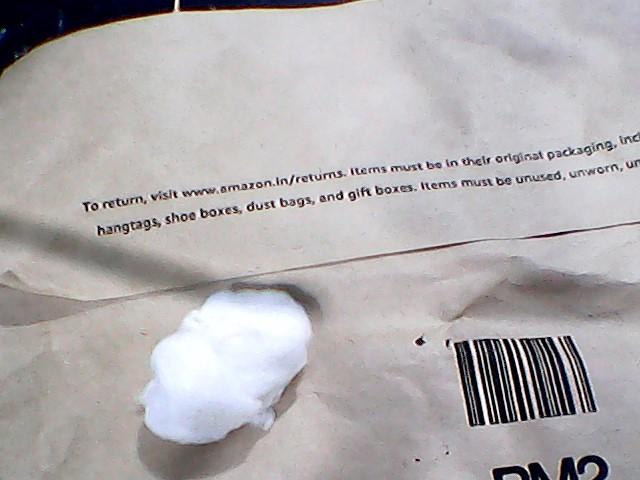 To return, visit www.amazon.in/returns. Items must be in their original packaging,
hangtags, shoe boxes, dust bags, and gift boxes. Items must be unused, unworn,
PM2